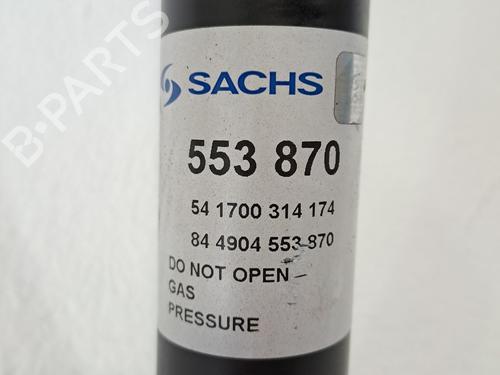 B-PARTS
SACHS
553 870
54 1700 314 174
84 4904 553 870
DO NOT OPEN
GAS
PRESSURE